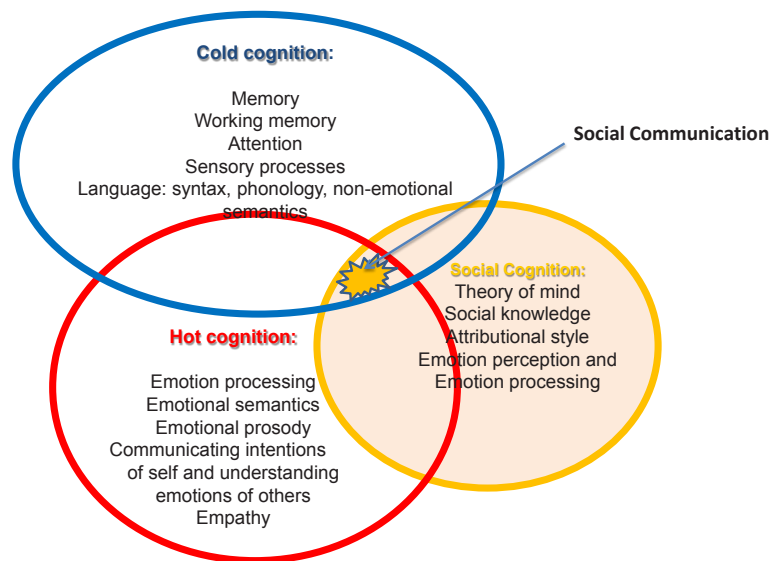 Cold cognition:
Memory
Working memory
Attention
Sensory processes
Language: syntax, phonology, non-emotional
semantics
Social Communication
Social Cognition:
Theory of mind
Social knowledge
Attributional style
Emotion perception and
Emotion processing
Hot cognition:
Emotion processing
Emotional semantics
Emotional prosody
Communicating intentions
of self and understanding
emotions of others
Empathy